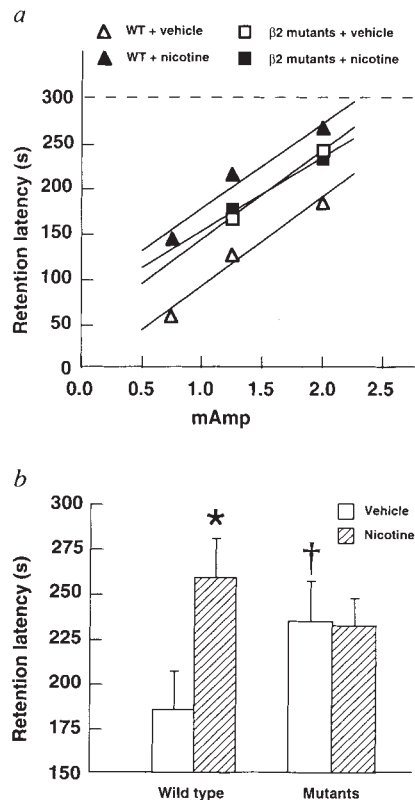 a
WT + vehicle
β2 mutants + vehicle
WT + nicotine
β2 mutants + nicotine
Retention latency (s)
300
250
200
150
100
50
0
0.0 0.5 1.0 1.5 2.0 2.5
mAmp
b
Retention latency (s)
300
275
250
225
200
175
150
*
†
Vehicle
Nicotine
Wild type Mutants